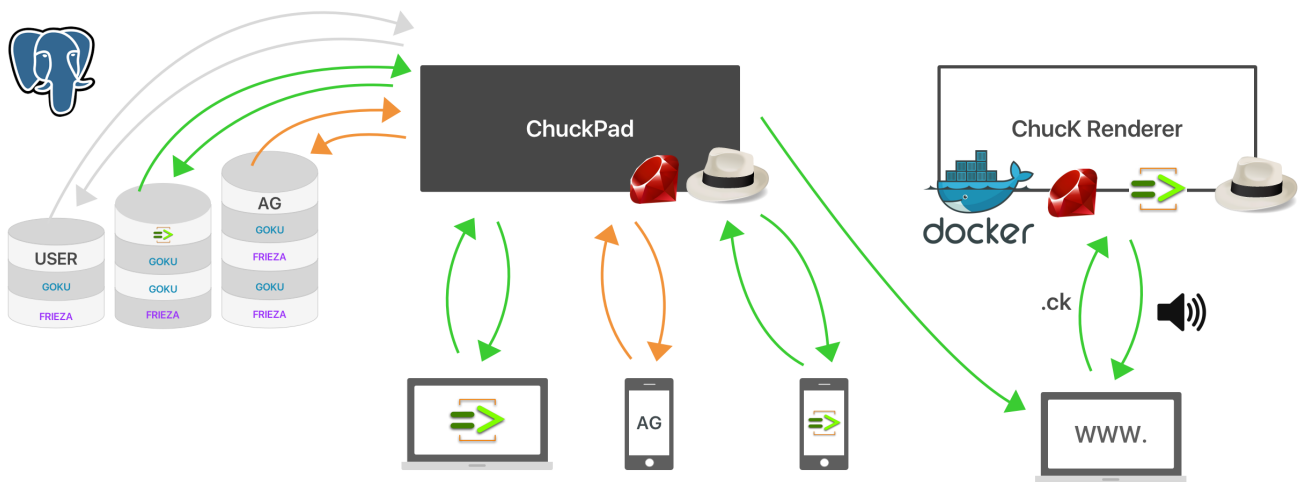 ChuckPad
ChucK Renderer
docker
USER
GOKU
FRIEZA
GOKU
GOKU
FRIEZA
AG
GOKU
FRIEZA
GOKU
FRIEZA
.ck
AG
WWW.